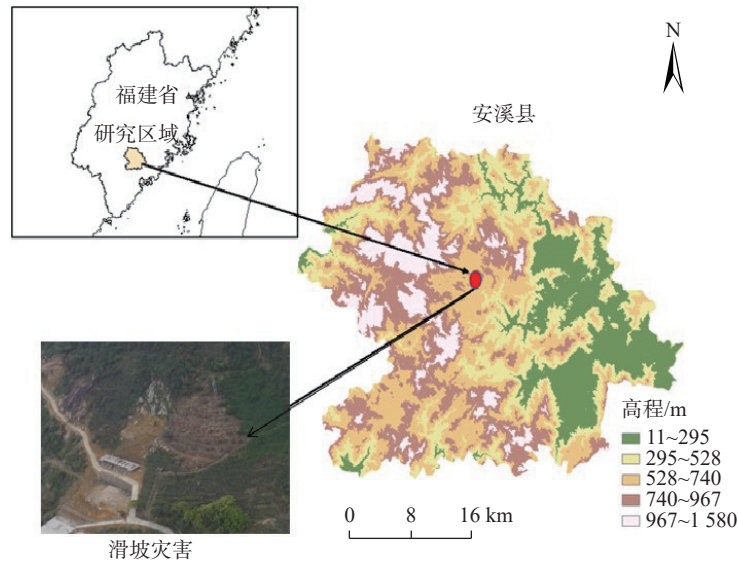 福建省
研究区域
N
安溪县
高程/m
11~295
295~528
528~740
740~967
967~1 580
0 8 16 km
滑坡灾害